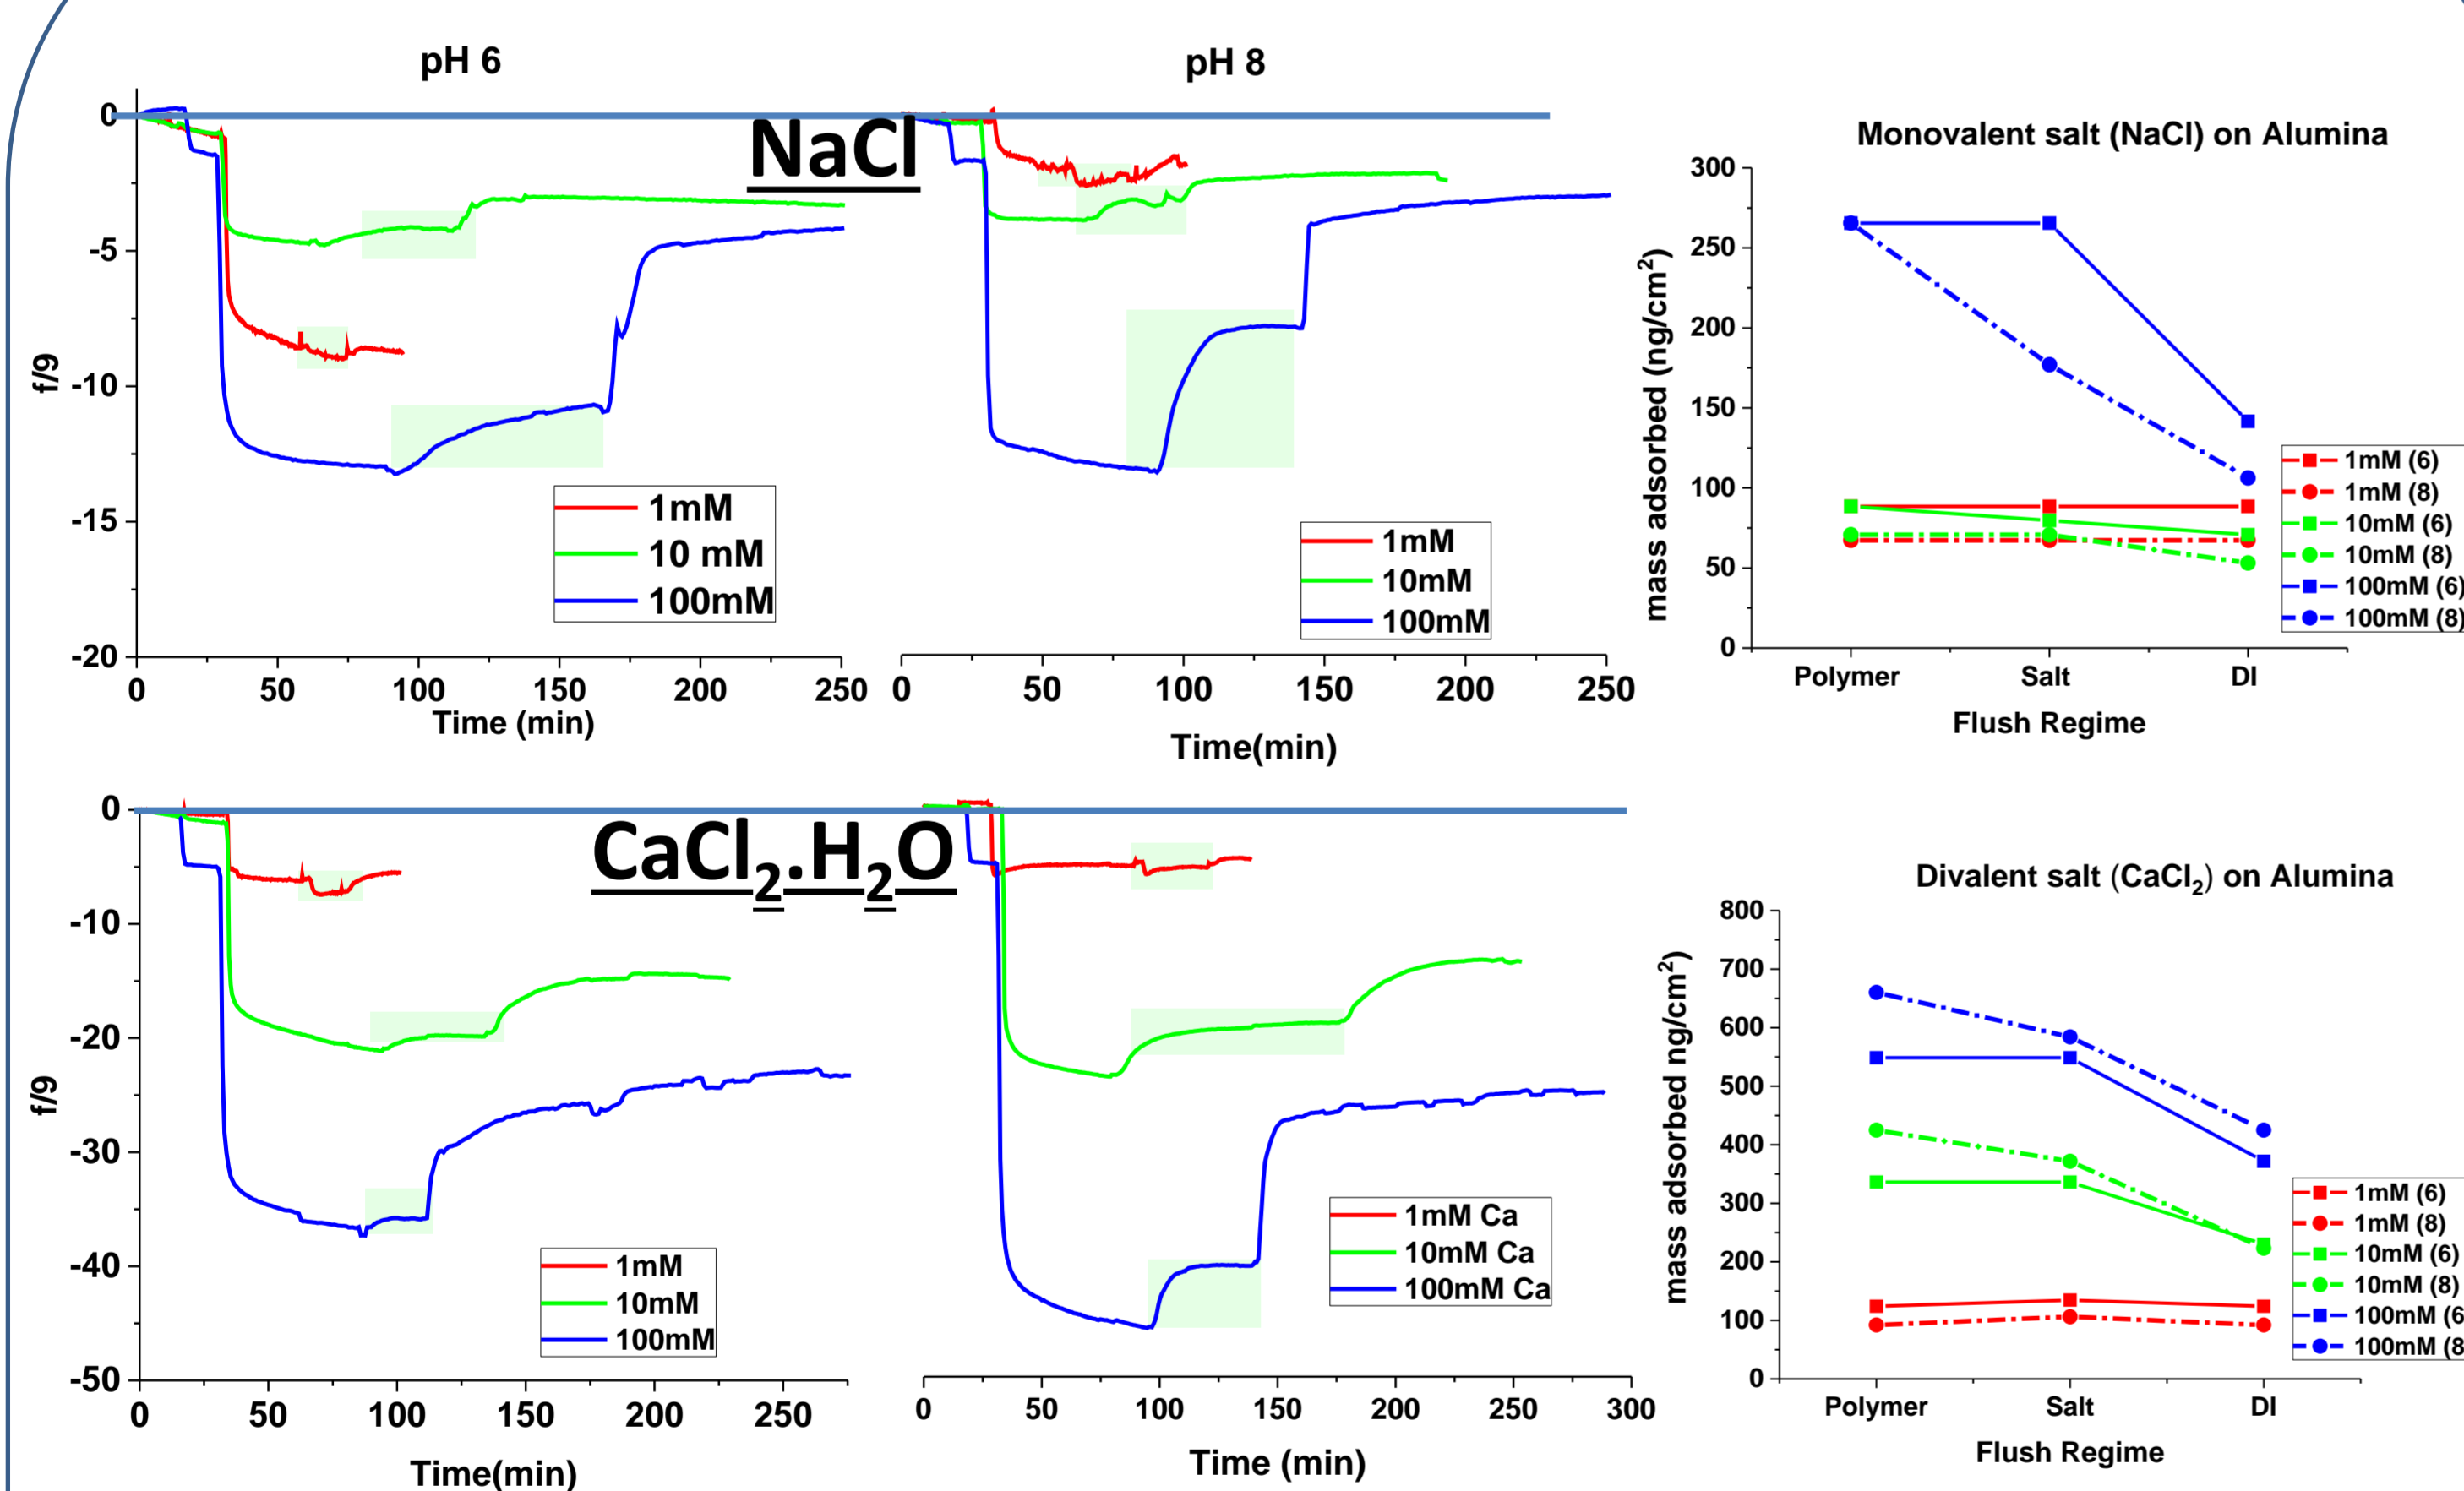 pH 6
pH 8
NaCl
0
-5
-10
-15
-20
f/9
0
50
100
150
200
250
Time (min)
1mM
10 mM
100mM
0
50
100
150
200
250
Time(min)
1mM
10mM
100mM
Monovalent salt (NaCl) on Alumina
300
250
200
150
100
50
0
mass adsorbed (ng/cm²)
Polymer
Salt
DI
Flush Regime
1mM (6)
1mM (8)
10mM (6)
10mM (8)
100mM (6)
100mM (8)
CaCl₂.H₂O
0
-10
-20
-30
-40
-50
f/9
0
50
100
150
200
250
Time(min)
1mM
10mM
100mM
0
50
100
150
200
250
300
Time (min)
1mM Ca
10mM Ca
100mM Ca
Divalent salt (CaCl₂) on Alumina
800
700
600
500
400
300
200
100
0
mass adsorbed ng/cm²)
Polymer
Salt
DI
Flush Regime
1mM (6)
1mM (8)
10mM (6)
10mM (8)
100mM (6
100mM (8